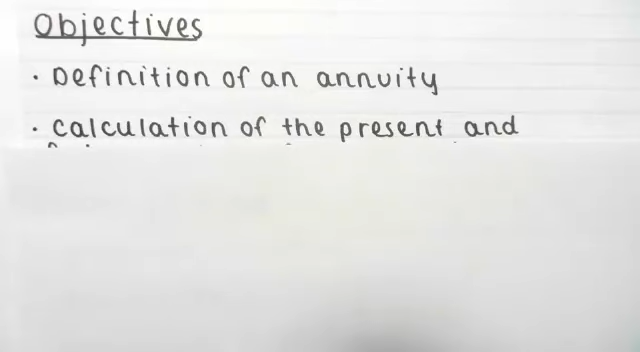 Objectives
· Definition of an annuity
· Calculation of the present and